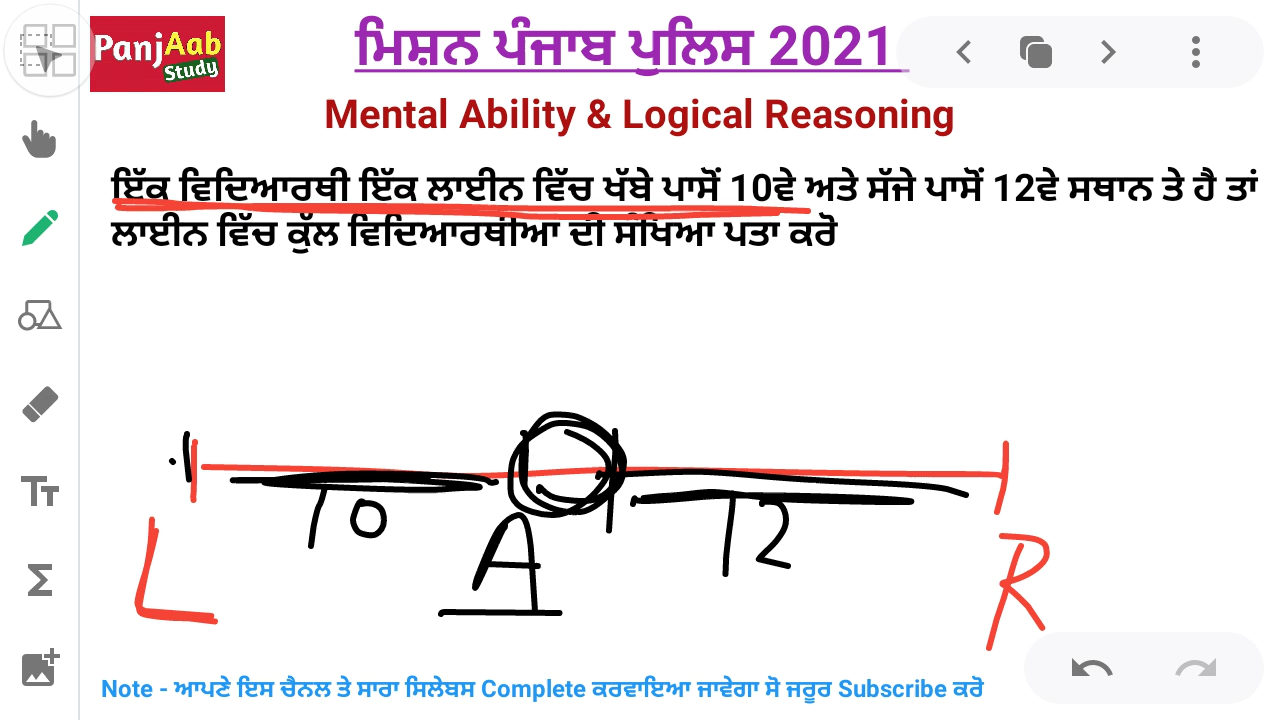 PanjAab
Study
ਮਿਸ਼ਨ ਪੰਜਾਬ ਪੁਲਿਸ 2021
Mental Ability & Logical Reasoning
ਇੱਕ ਵਿਦਿਆਰਥੀ ਇੱਕ ਲਾਈਨ ਵਿੱਚ ਖੱਬੇ ਪਾਸੋਂ 10ਵੇ ਅਤੇ ਸੱਜੇ ਪਾਸੋਂ 12ਵੇ ਸਥਾਨ ਤੇ ਹੈ ਤਾਂ
ਲਾਈਨ ਵਿੱਚ ਕੁੱਲ ਵਿਦਿਆਰਥੀਆਂ ਦੀ ਸੰਖਿਆ ਪਤਾ ਕਰੋ
10 12
L A R
Tт
Σ
Note - ਆਪਣੇ ਇਸ ਚੈਨਲ ਤੇ ਸਾਰਾ ਸਿਲੇਬਸ Complete ਕਰਵਾਇਆ ਜਾਵੇਗਾ ਸੋ ਜਰੂਰ Subscribe ਕਰੋ